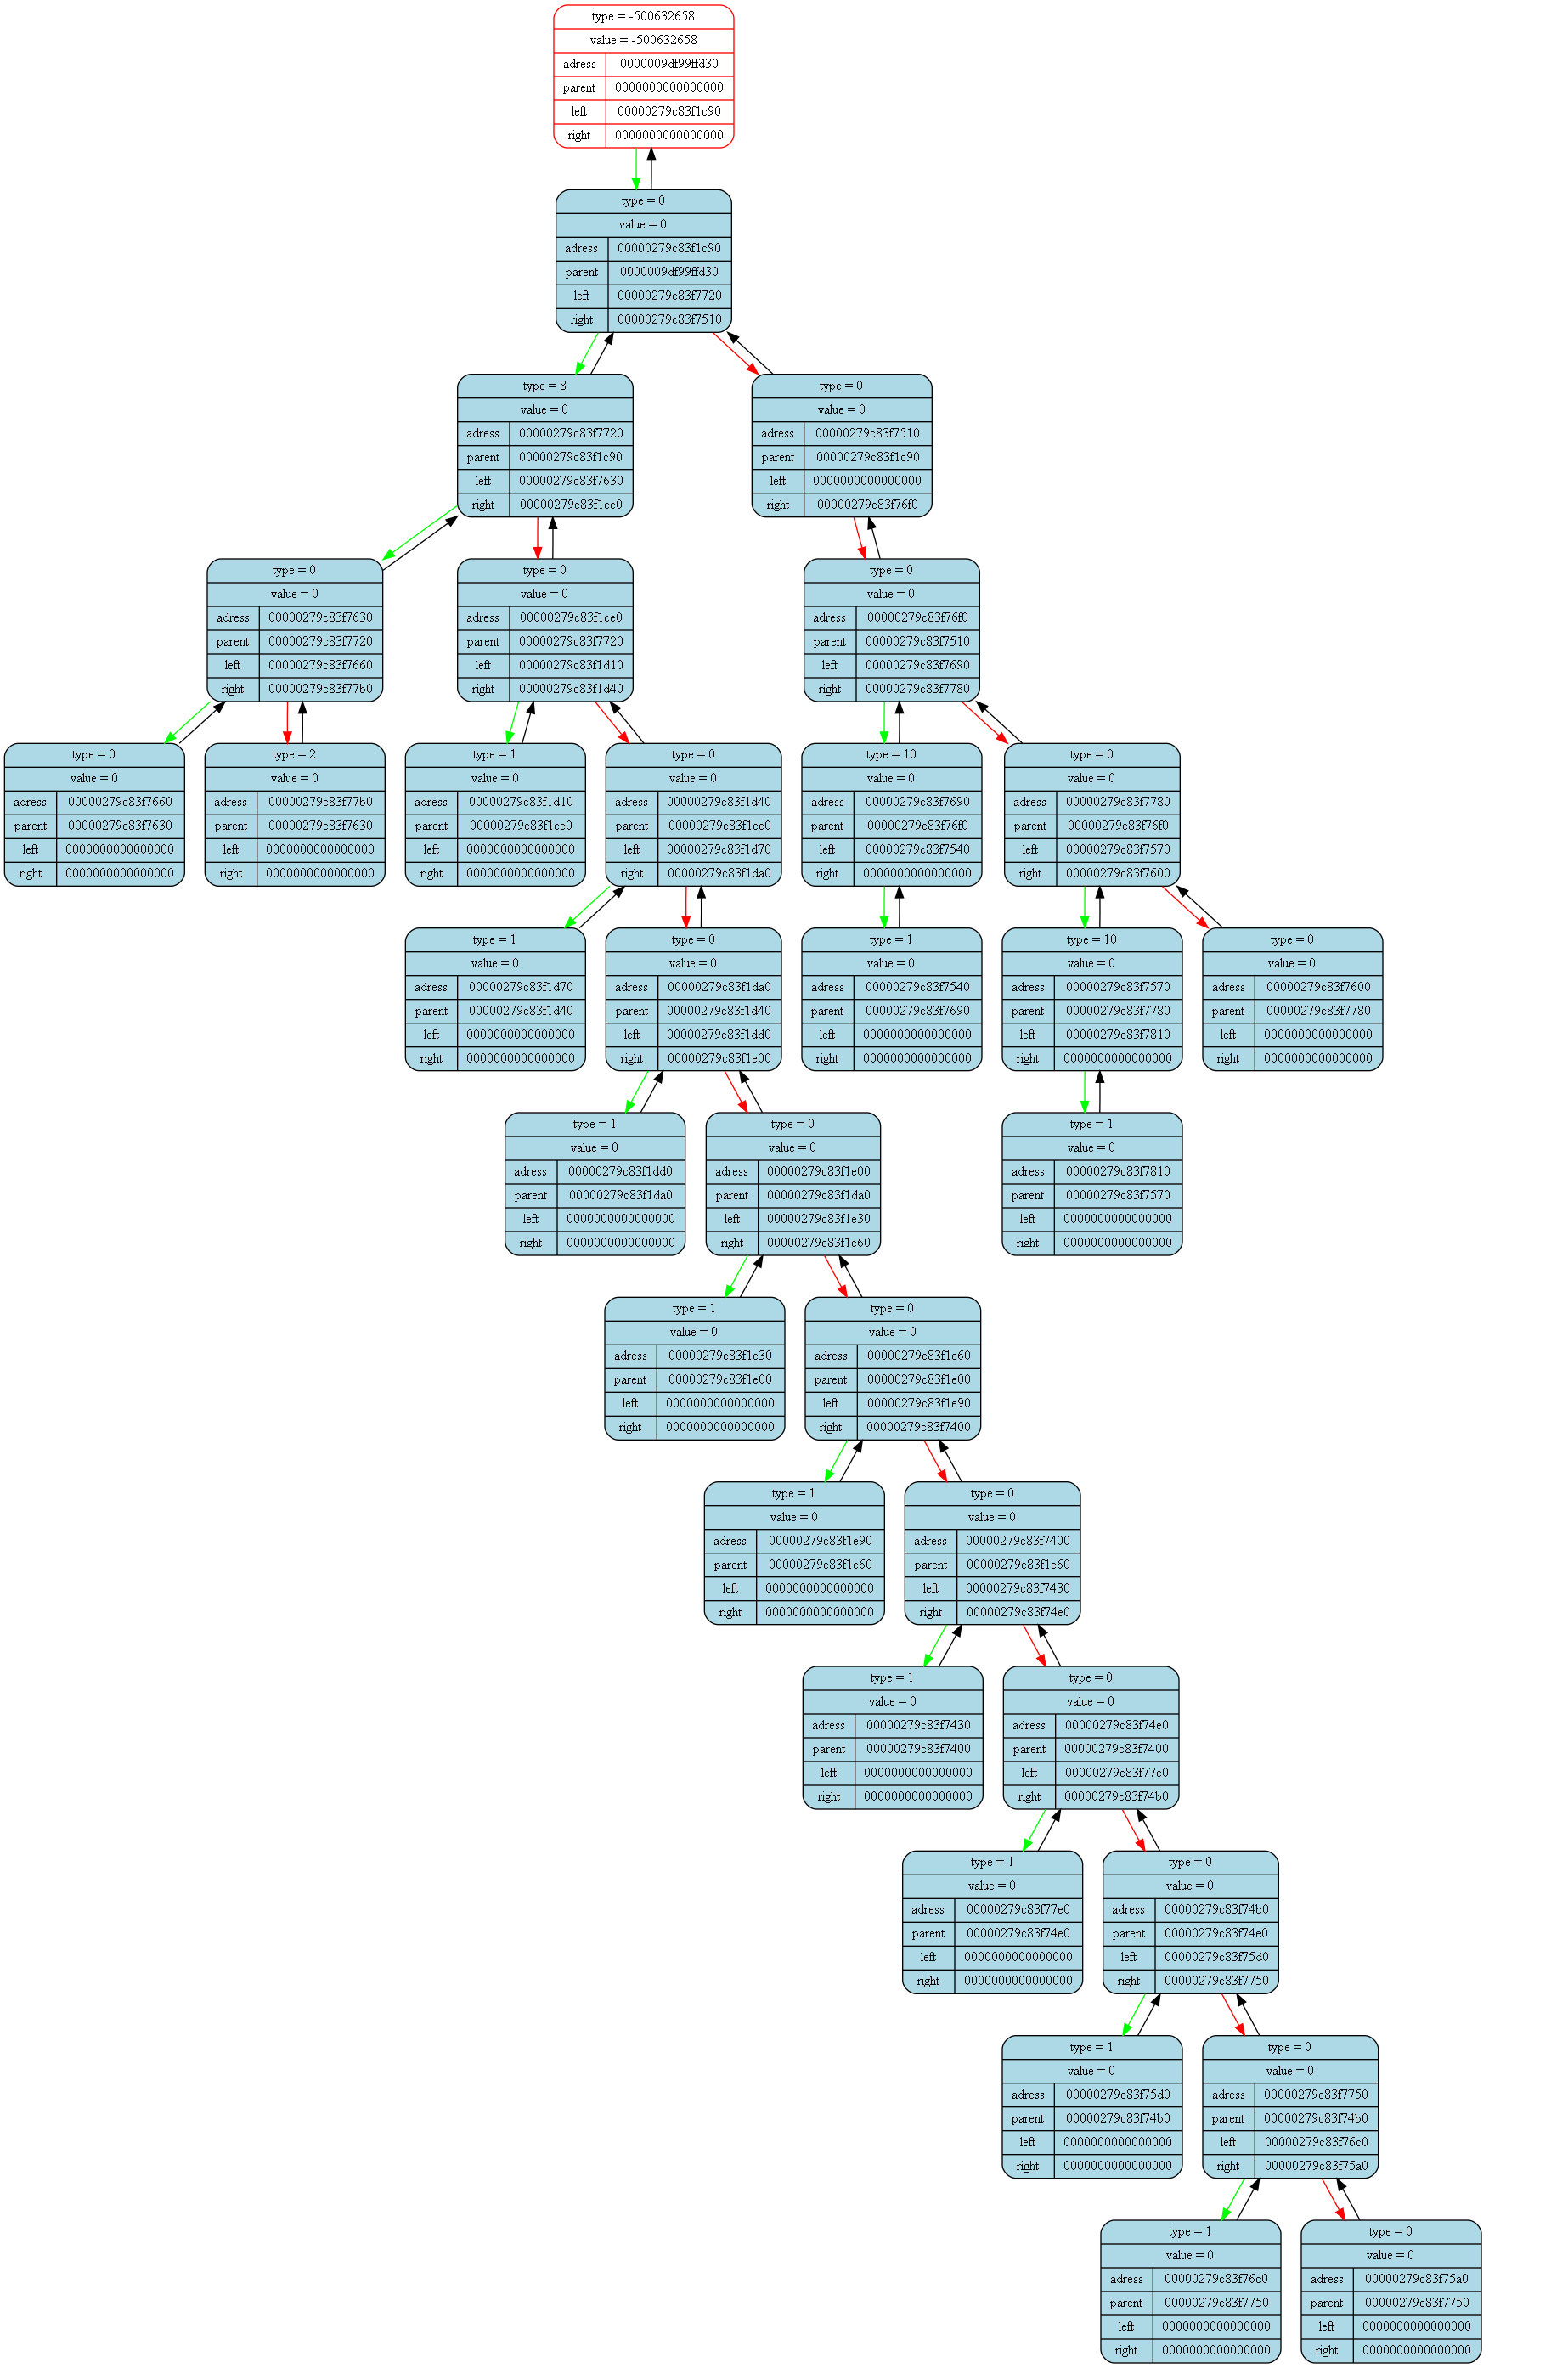 type = -500632658
value = -500632658
adress 0000009df99ffd30
parent 0000000000000000
left 00000279c83f1c90
right 0000000000000000
type = 0
value = 0
adress 00000279c83f1c90
parent 0000009df99ffd30
left 00000279c83f7720
right 00000279c83f7510
type = 8
value = 0
adress 00000279c83f7720
parent 00000279c83f1c90
left 00000279c83f7630
right 00000279c83f1ce0
type = 0
value = 0
adress 00000279c83f7510
parent 00000279c83f1c90
left 0000000000000000
right 00000279c83f76f0
type = 0
value = 0
adress 00000279c83f7630
parent 00000279c83f7720
left 00000279c83f7660
right 00000279c83f77b0
type = 0
value = 0
adress 00000279c83f1ce0
parent 00000279c83f7720
left 00000279c83f1d10
right 00000279c83f1d40
type = 0
value = 0
adress 00000279c83f76f0
parent 00000279c83f7510
left 00000279c83f7690
right 00000279c83f7780
type = 0
value = 0
adress 00000279c83f7660
parent 00000279c83f7630
left 0000000000000000
right 0000000000000000
type = 2
value = 0
adress 00000279c83f77b0
parent 00000279c83f7630
left 0000000000000000
right 0000000000000000
type = 1
value = 0
adress 00000279c83f1d10
parent 00000279c83f1ce0
left 0000000000000000
right 0000000000000000
type = 0
value = 0
adress 00000279c83f1d40
parent 00000279c83f1ce0
left 00000279c83f1d70
right 00000279c83f1da0
type = 10
value = 0
adress 00000279c83f7690
parent 00000279c83f76f0
left 00000279c83f7540
right 0000000000000000
type = 0
value = 0
adress 00000279c83f7780
parent 00000279c83f76f0
left 00000279c83f7570
right 00000279c83f7600
type = 1
value = 0
adress 00000279c83f1d70
parent 00000279c83f1d40
left 0000000000000000
right 0000000000000000
type = 0
value = 0
adress 00000279c83f1da0
parent 00000279c83f1d40
left 00000279c83f1dd0
right 00000279c83f1e00
type = 1
value = 0
adress 00000279c83f7540
parent 00000279c83f7690
left 0000000000000000
right 0000000000000000
type = 10
value = 0
adress 00000279c83f7570
parent 00000279c83f7780
left 00000279c83f7810
right 0000000000000000
type = 0
value = 0
adress 00000279c83f7600
parent 00000279c83f7780
left 0000000000000000
right 0000000000000000
type = 1
value = 0
adress 00000279c83f1dd0
parent 00000279c83f1da0
left 0000000000000000
right 0000000000000000
type = 0
value = 0
adress 00000279c83f1e00
parent 00000279c83f1da0
left 00000279c83f1e30
right 00000279c83f1e60
type = 1
value = 0
adress 00000279c83f7810
parent 00000279c83f7570
left 0000000000000000
right 0000000000000000
type = 1
value = 0
adress 00000279c83f1e30
parent 00000279c83f1e00
left 0000000000000000
right 0000000000000000
type = 0
value = 0
adress 00000279c83f1e60
parent 00000279c83f1e00
left 00000279c83f1e90
right 00000279c83f7400
type = 1
value = 0
adress 00000279c83f1e90
parent 00000279c83f1e60
left 0000000000000000
right 0000000000000000
type = 0
value = 0
adress 00000279c83f7400
parent 00000279c83f1e60
left 00000279c83f7430
right 00000279c83f74e0
type = 1
value = 0
adress 00000279c83f7430
parent 00000279c83f7400
left 0000000000000000
right 0000000000000000
type = 0
value = 0
adress 00000279c83f74e0
parent 00000279c83f7400
left 00000279c83f77e0
right 00000279c83f74b0
type = 1
value = 0
adress 00000279c83f77e0
parent 00000279c83f74e0
left 0000000000000000
right 0000000000000000
type = 0
value = 0
adress 00000279c83f74b0
parent 00000279c83f74e0
left 00000279c83f75d0
right 00000279c83f7750
type = 1
value = 0
adress 00000279c83f75d0
parent 00000279c83f74b0
left 0000000000000000
right 0000000000000000
type = 0
value = 0
adress 00000279c83f7750
parent 00000279c83f74b0
left 00000279c83f76c0
right 00000279c83f75a0
type = 1
value = 0
adress 00000279c83f76c0
parent 00000279c83f7750
left 0000000000000000
right 0000000000000000
type = 0
value = 0
adress 00000279c83f75a0
parent 00000279c83f7750
left 0000000000000000
right 0000000000000000